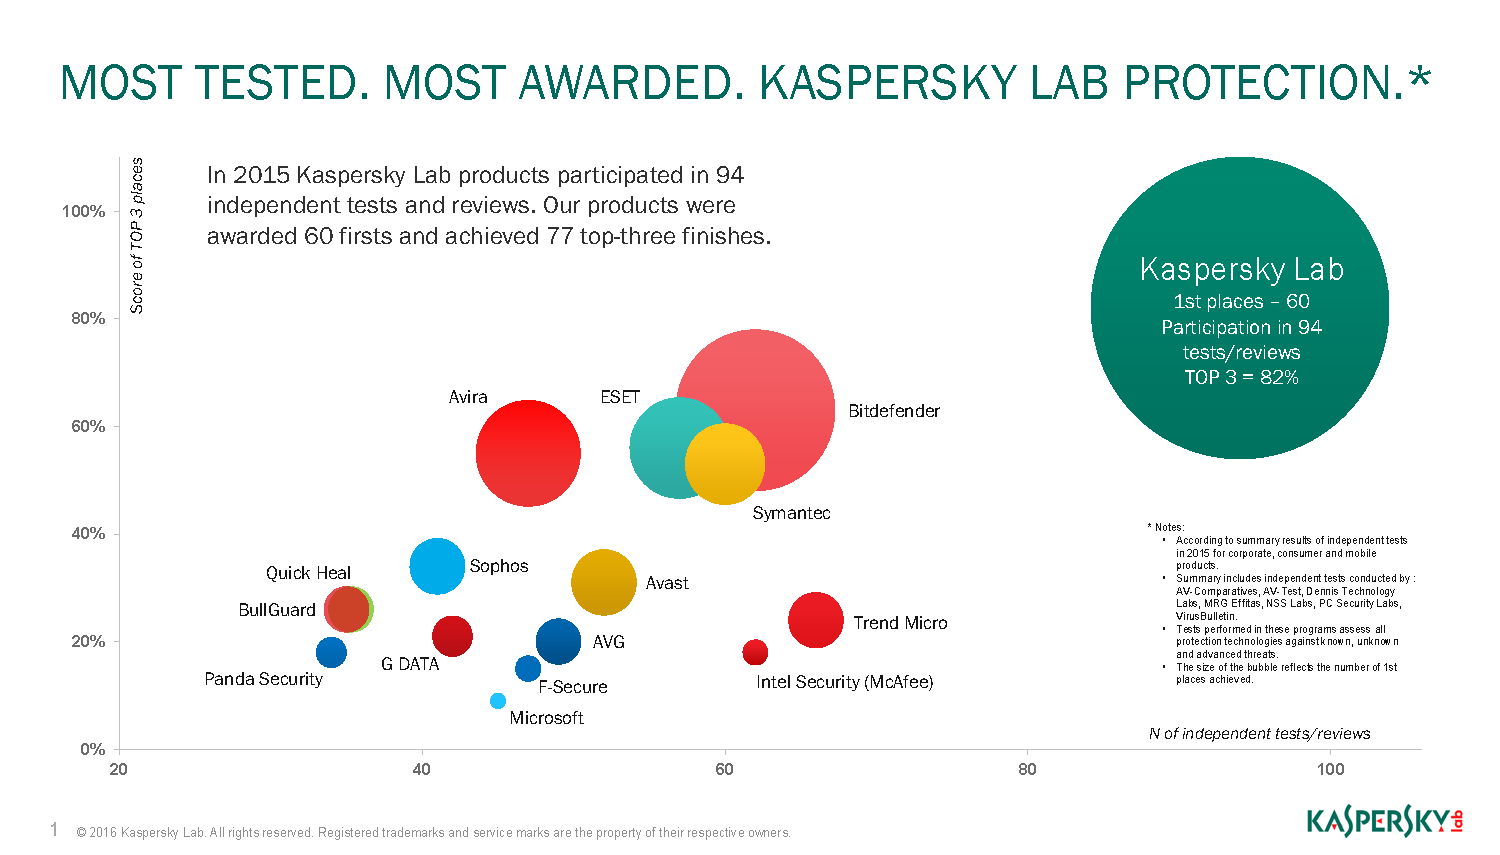 MOST TESTED. MOST AWARDED. KASPERSKY LAB PROTECTION.*
Score of TOP 3 places
In 2015 Kaspersky Lab products participated in 94
independent tests and reviews. Our products were
awarded 60 firsts and achieved 77 top-three finishes.
100%
80%
60%
40%
20%
0%
Kaspersky Lab
1st places – 60
Participation in 94
tests/reviews
TOP 3 = 82%
Avira
ESET
Bitdefender
Symantec
Sophos
Quick Heal
Avast
BullGuard
Trend Micro
AVG
G DATA
Panda Security
F-Secure
Intel Security (McAfee)
Microsoft
* Notes:
• According to summary results of independent tests
in 2015 for corporate, consumer and mobile
products.
• Summary includes independent tests conducted by :
AV-Comparatives, AV-Test, Dennis Technology
Labs, MRG Effitas, NSS Labs, PC Security Labs,
VirusBulletin.
• Tests performed in these programs assess all
protection technologies against known, unknown
and advanced threats.
• The size of the bubble reflects the number of 1st
places achieved.
N of independent tests/reviews
20 40 60 80 100
1 © 2016 Kaspersky Lab. All rights reserved. Registered trademarks and service marks are the property of their respective owners.
KASPERSKY lab